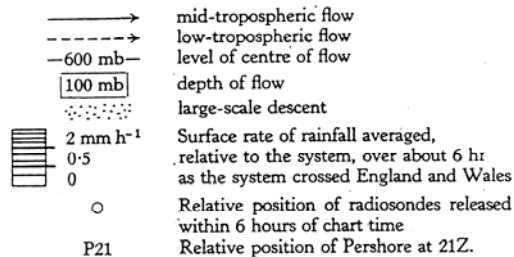 mid-tropospheric flow
low-tropospheric flow
—600 mb— level of centre of flow
100 mb depth of flow
large-scale descent
2 mm h⁻¹ Surface rate of rainfall averaged,
0·5 relative to the system, over about 6 hr
0 as the system crossed England and Wales
Relative position of radiosondes released
within 6 hours of chart time
P21 Relative position of Pershore at 21Z.